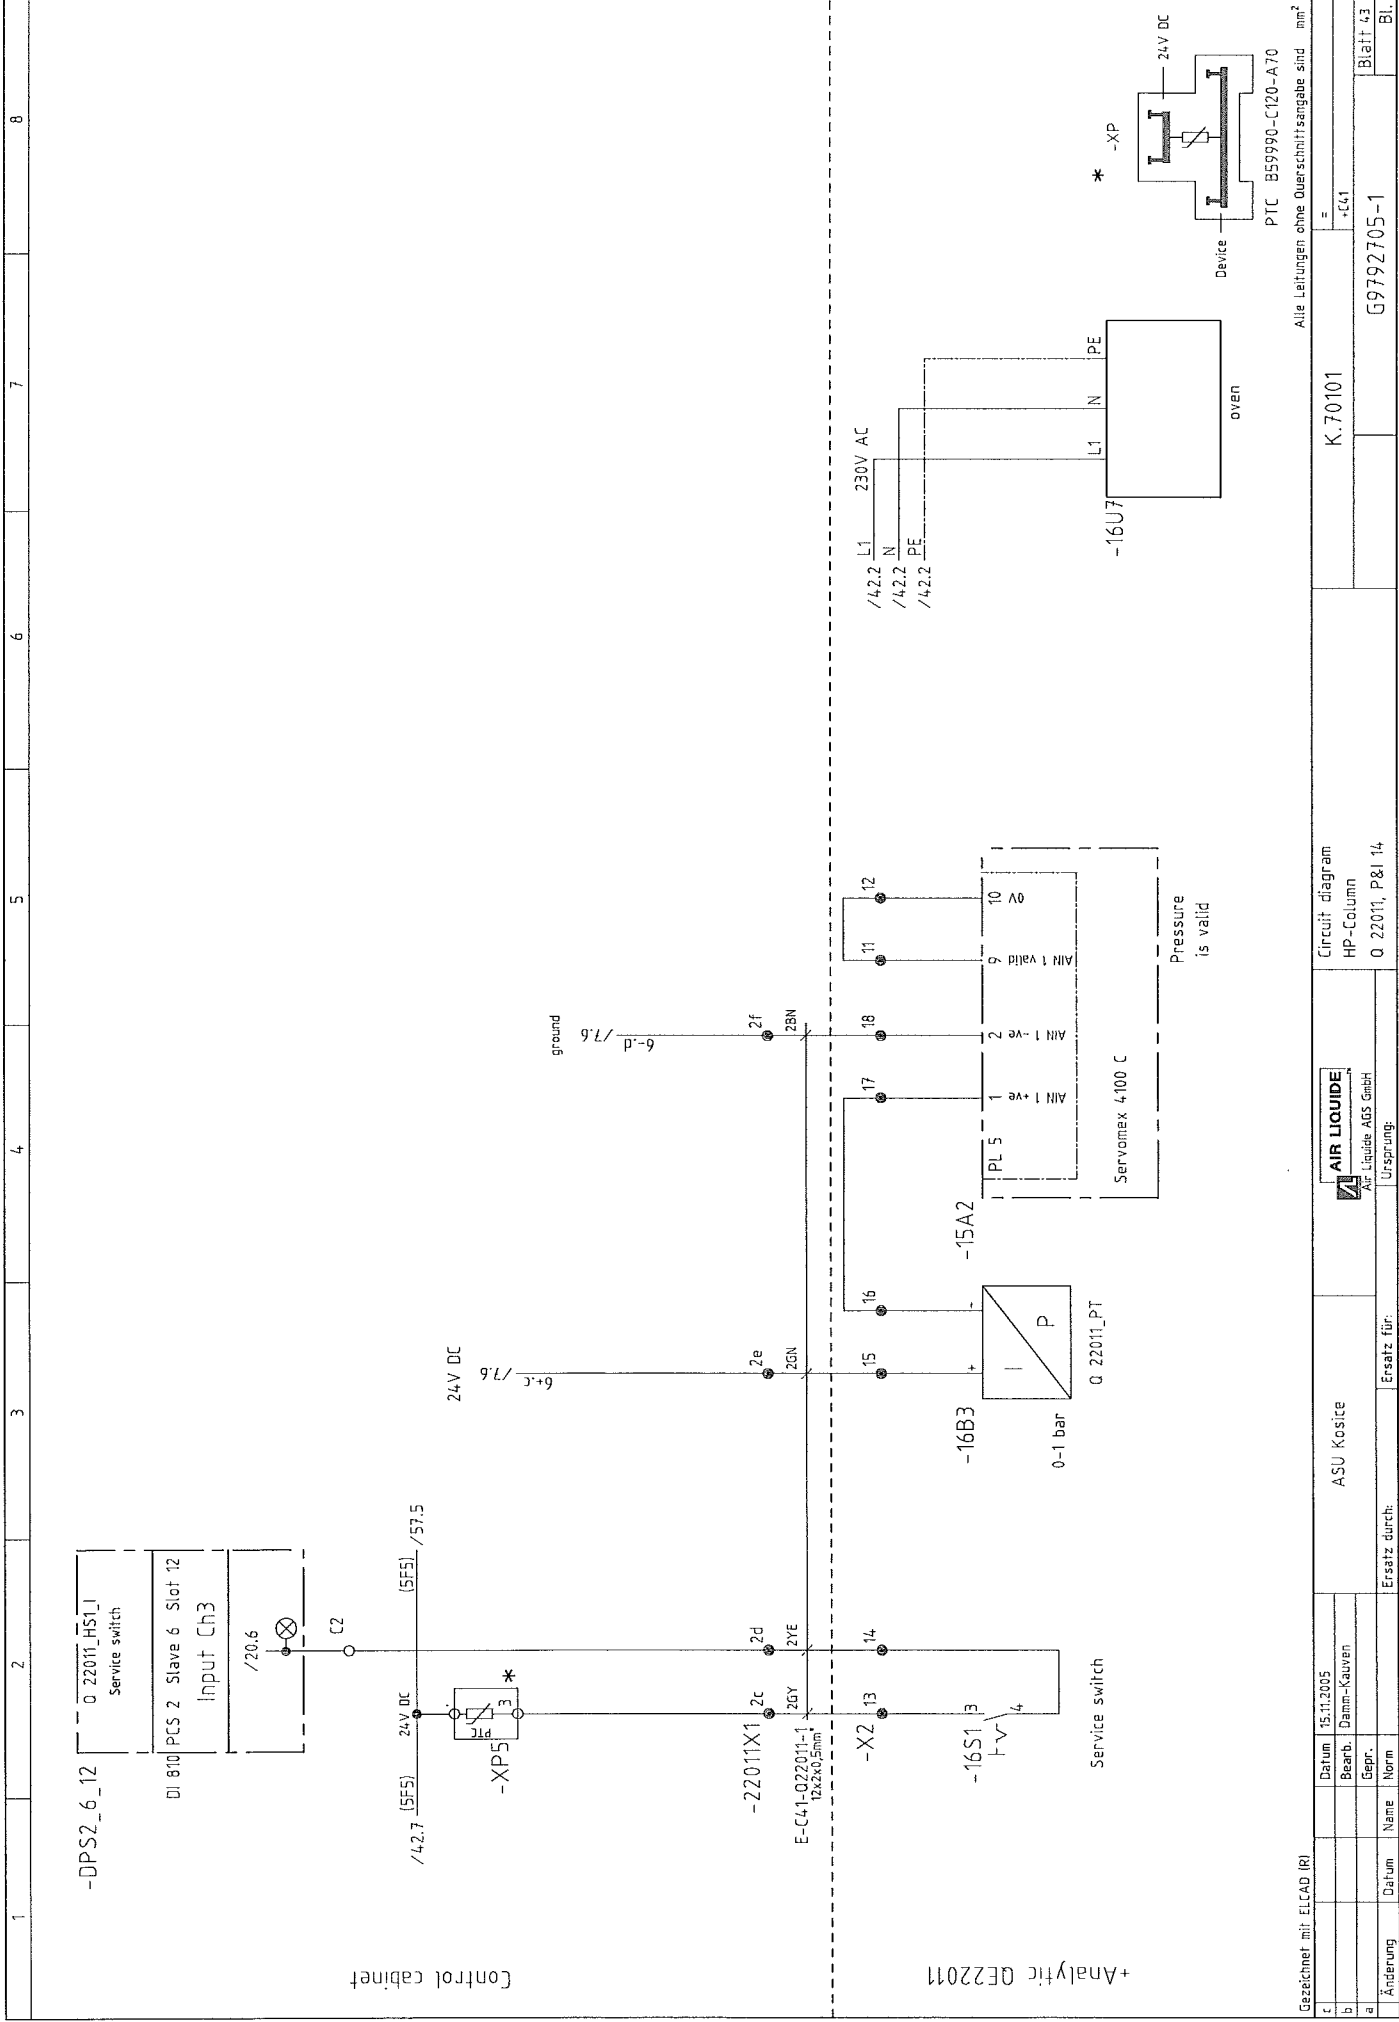 1
2
3
4
5
6
7
8
-DPS2_6_12
Q 22011_HS1_I
Service switch
DI 810 PCS 2 Slave 6 Slot 12
Input Ch3
/20.6
C2
/42.7 (5F5)
24V DC
(5F5) /57.5
PTC
3
*
-XP5
24V DC
/7.6
6+.c
ground
/7.6
6-.d
-22011X1
2c
2d
2e
2f
2GY
2YE
2GN
2BN
E-C41-Q22011-1
12x2x0,5mm²
Control cabinet
+Analytic QE22011
-X2
13
14
15
16
17
18
11
12
-16S1
3
4
Service switch
-16B3
+
-
I
P
0-1 bar
Q 22011_PT
-15A2
PL 5
1
2
9
10
AIN 1 +ve
AIN 1 -ve
AIN 1 valid
0V
Servomex 4100 C
Pressure
is valid
230V AC
/42.2 L1
/42.2 N
/42.2 PE
L1
N
PE
-16U7
oven
*
-XP
24V DC
Device
PTC B59990-C120-A70
Alle Leitungen ohne Querschnittsangabe sind mm²
Gezeichnet mit ELCAD (R)
c
b
a
Änderung
Datum
Name
Datum 15.11.2005
Bearb. Damm-Kauven
Gepr.
Norm
ASU Kosice
Ersatz durch:
Ersatz für:
AIR LIQUIDE
Air Liquide AGS GmbH
Ursprung:
Circuit diagram
HP-Column
Q 22011, P&I 14
K.70101
=
+C41
G9792705-1
Blatt 43
Bl.